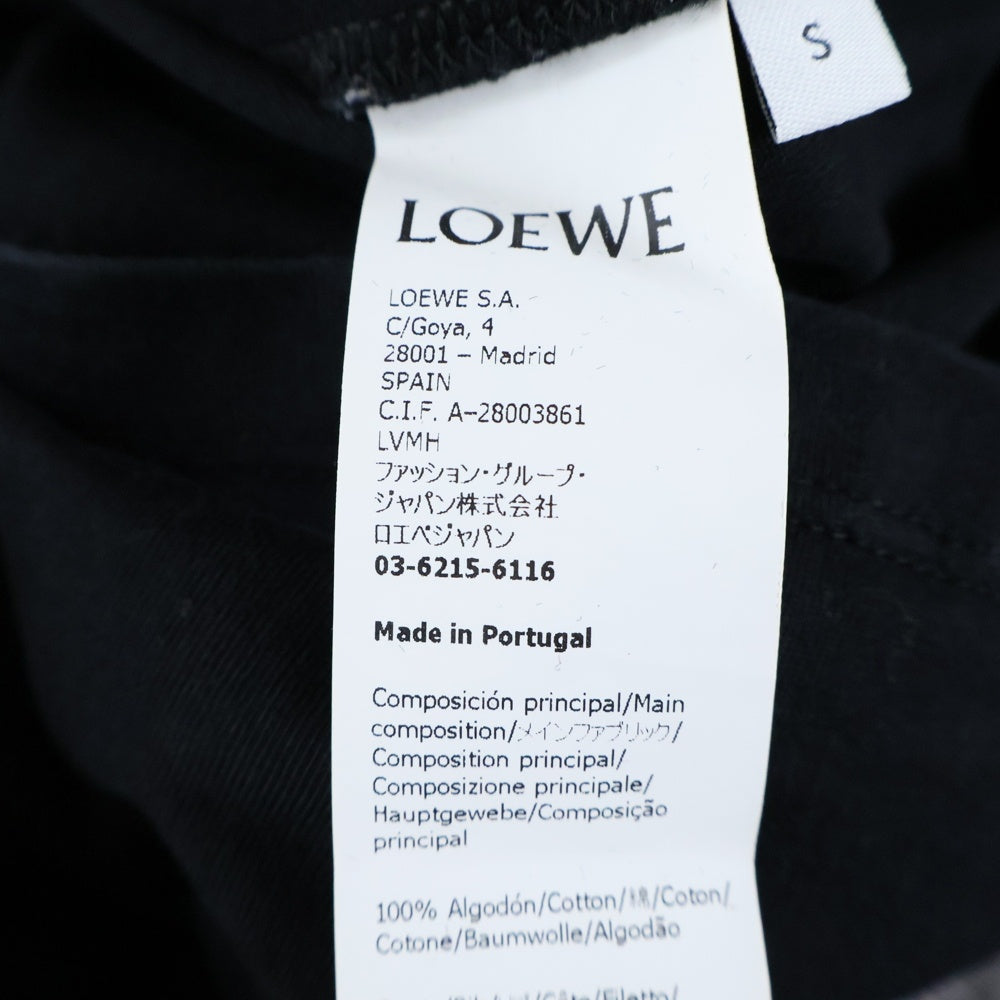 S
LOEWE
LOEWE S.A.
C/Goya, 4
28001 – Madrid
SPAIN
C.I.F. A-28003861
LVMH
ファッション・グループ・
ジャパン株式会社
ロエベジャパン
03-6215-6116
Made in Portugal
Composición principal/Main
composition/メインファブリック/
Composition principal/
Composizione principale/
Hauptgewebe/Composição
principal
100% Algodón/Cotton/綿/Coton/
Cotone/Baumwolle/Algodão